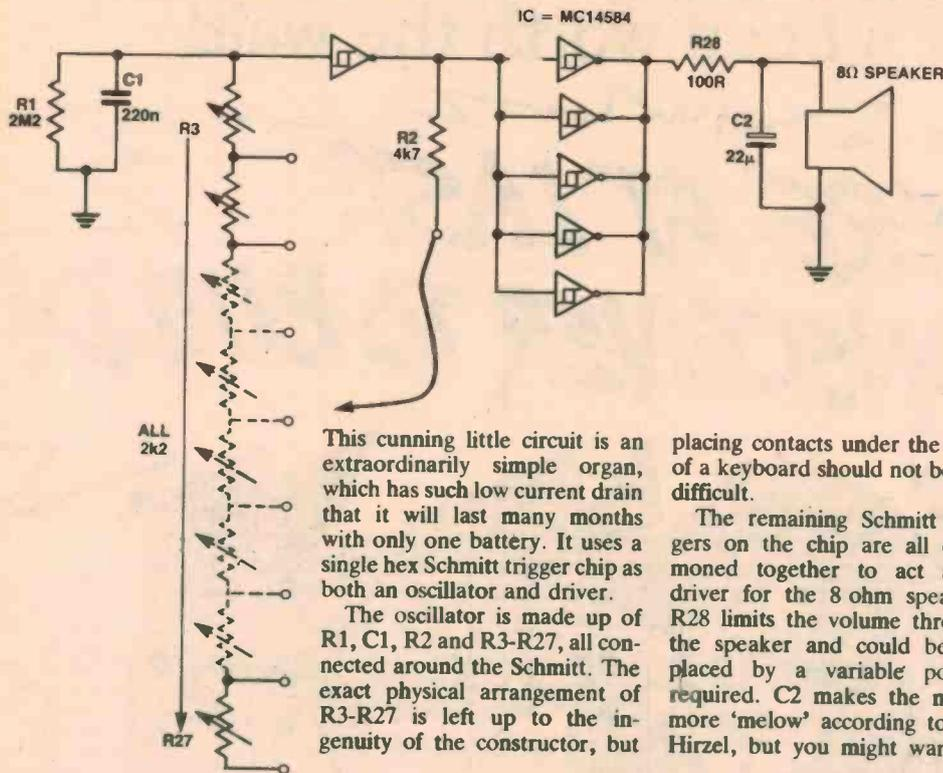 IC = MC14584
R1
2M2
C1
220n
R3
R2
4k7
R28
100R
C2
22μ
8Ω SPEAKER
ALL
2k2
R27
This cunning little circuit is an
extraordinarily simple organ,
which has such low current drain
that it will last many months
with only one battery. It uses a
single hex Schmitt trigger chip as
both an oscillator and driver.
The oscillator is made up of
R1, C1, R2 and R3-R27, all con-
nected around the Schmitt. The
exact physical arrangement of
R3-R27 is left up to the in-
genuity of the constructor, but
placing contacts under the
of a keyboard should not be
difficult.
The remaining Schmitt
gers on the chip are all
moned together to act
driver for the 8 ohm
R28 limits the volume
the speaker and could
placed by a variable
required. C2 makes the
more 'melow' according to
Hirzel, but you might